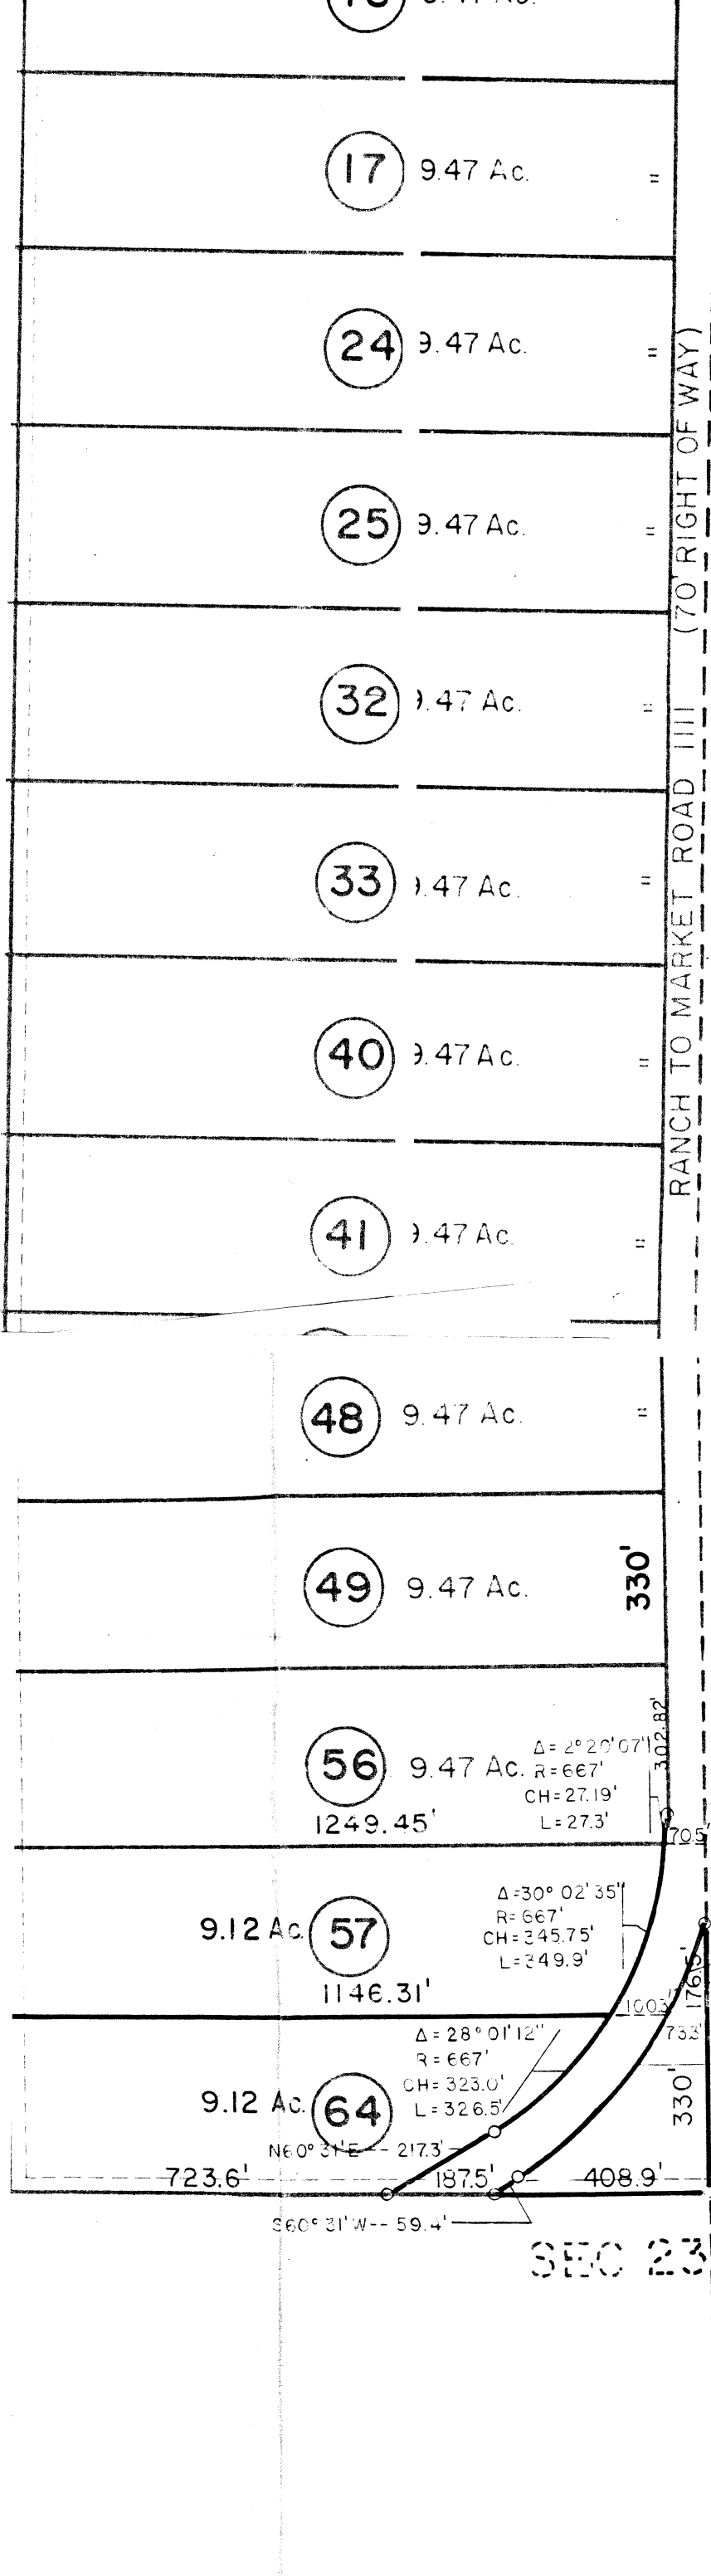 17 9.47 Ac. =
24 9.47 Ac. =
(70' RIGHT OF WAY)
25 9.47 Ac. =
32 9.47 Ac. =
RANCH TO MARKET ROAD 1111
33 9.47 Ac. =
40 9.47 Ac. =
41 9.47 Ac. =
48 9.47 Ac. =
49 9.47 Ac.
330'
302.82'
56 9.47 Ac.
1249.45'
Δ= 2° 20' 07"
R= 667'
CH= 27.19'
L= 27.3'
70.5'
9.12 Ac. 57
1146.31'
Δ=30° 02' 35"
R= 667'
CH= 345.75'
L= 349.9'
176.5'
100.3'
733'
9.12 Ac. 64
Δ= 28° 01' 12"
R= 667'
CH= 323.0'
L= 326.5'
330'
N60° 31' E-- 217.3'
723.6' 187.5' 408.9'
S60° 31' W-- 59.4'
SEC 23